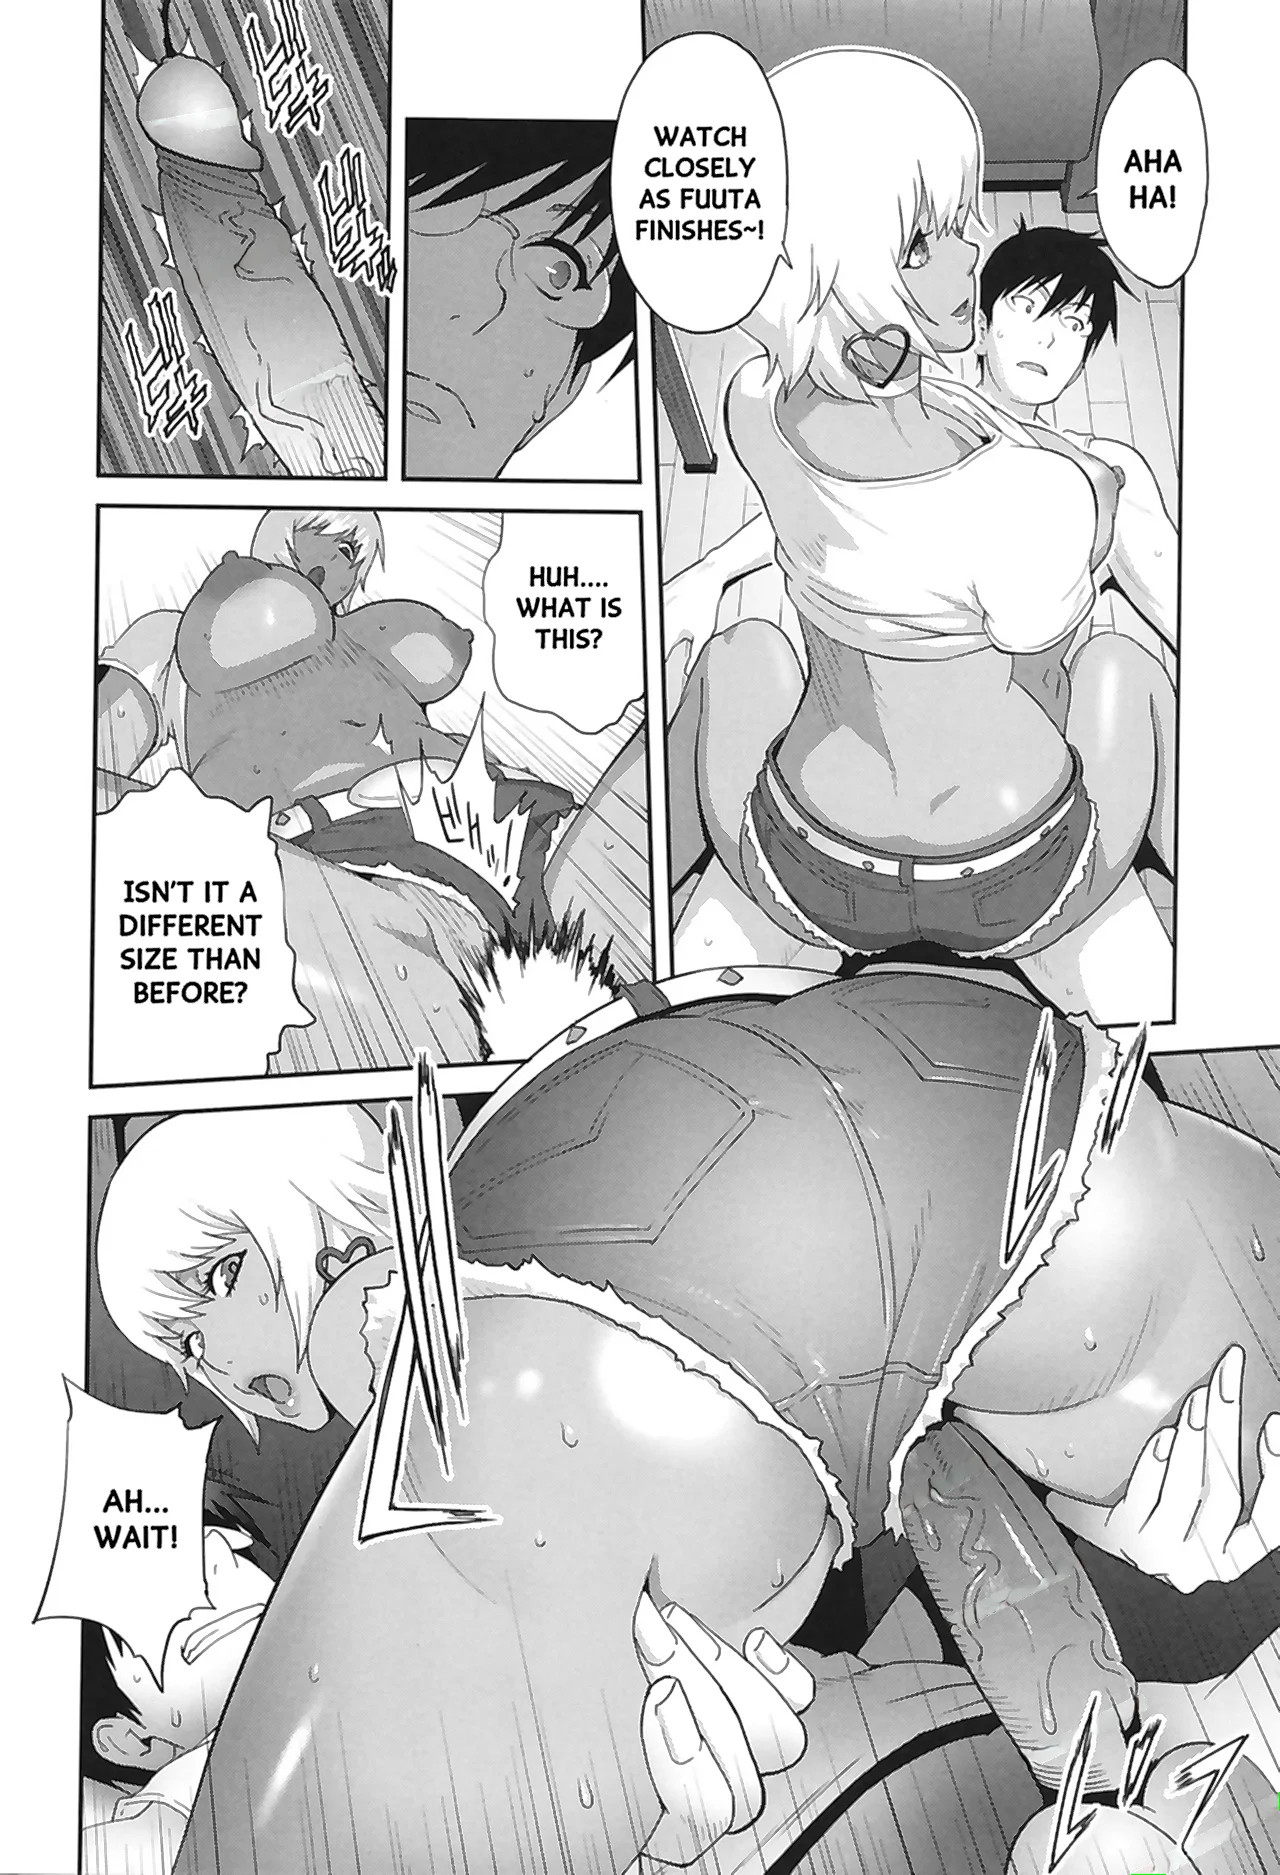 AHA
HA!
WATCH
CLOSELY
AS FUUTA
FINISHES~!
HUH....
WHAT IS
THIS?
ISN'T IT A
DIFFERENT
SIZE THAN
BEFORE?
AH...
WAIT!